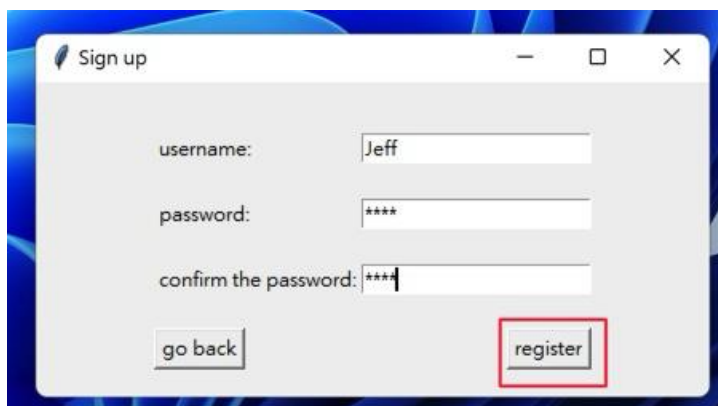 Sign up
username: Jeff
password: ****
confirm the password: ****
go back register